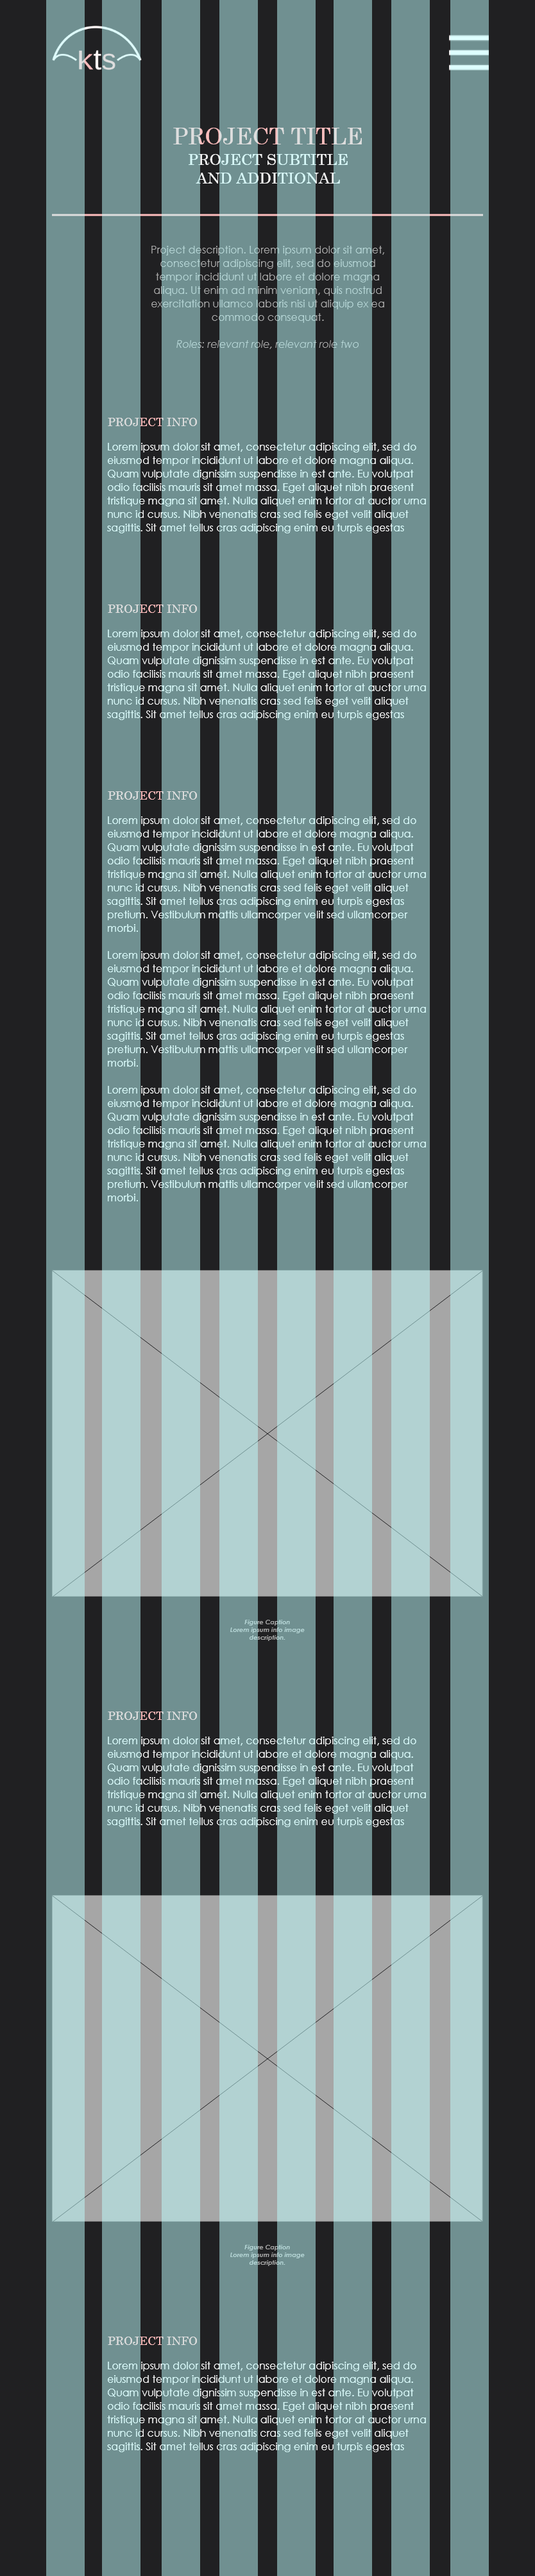 kts
PROJECT TITLE
PROJECT SUBTITLE
AND ADDITIONAL
Project description. Lorem ipsum dolor sit amet,
consectetur adipiscing elit, sed do eiusmod
tempor incididunt ut labore et dolore magna
aliqua. Ut enim ad minim veniam, quis nostrud
exercitation ullamco laboris nisi ut aliquip ex ea
commodo consequat.
Roles: relevant role, relevant role two
PROJECT INFO
Lorem ipsum dolor sit amet, consectetur adipiscing elit, sed do
eiusmod tempor incididunt ut labore et dolore magna aliqua.
Quam vulputate dignissim suspendisse in est ante. Eu volutpat
odio facilisis mauris sit amet massa. Eget aliquet nibh praesent
tristique magna sit amet. Nulla aliquet enim tortor at auctor urna
nunc id cursus. Nibh venenatis cras sed felis eget velit aliquet
sagittis. Sit amet tellus cras adipiscing enim eu turpis egestas
PROJECT INFO
Lorem ipsum dolor sit amet, consectetur adipiscing elit, sed do
eiusmod tempor incididunt ut labore et dolore magna aliqua.
Quam vulputate dignissim suspendisse in est ante. Eu volutpat
odio facilisis mauris sit amet massa. Eget aliquet nibh praesent
tristique magna sit amet. Nulla aliquet enim tortor at auctor urna
nunc id cursus. Nibh venenatis cras sed felis eget velit aliquet
sagittis. Sit amet tellus cras adipiscing enim eu turpis egestas
PROJECT INFO
Lorem ipsum dolor sit amet, consectetur adipiscing elit, sed do
eiusmod tempor incididunt ut labore et dolore magna aliqua.
Quam vulputate dignissim suspendisse in est ante. Eu volutpat
odio facilisis mauris sit amet massa. Eget aliquet nibh praesent
tristique magna sit amet. Nulla aliquet enim tortor at auctor urna
nunc id cursus. Nibh venenatis cras sed felis eget velit aliquet
sagittis. Sit amet tellus cras adipiscing enim eu turpis egestas
pretium. Vestibulum mattis ullamcorper velit sed ullamcorper
morbi.
Lorem ipsum dolor sit amet, consectetur adipiscing elit, sed do
eiusmod tempor incididunt ut labore et dolore magna aliqua.
Quam vulputate dignissim suspendisse in est ante. Eu volutpat
odio facilisis mauris sit amet massa. Eget aliquet nibh praesent
tristique magna sit amet. Nulla aliquet enim tortor at auctor urna
nunc id cursus. Nibh venenatis cras sed felis eget velit aliquet
sagittis. Sit amet tellus cras adipiscing enim eu turpis egestas
pretium. Vestibulum mattis ullamcorper velit sed ullamcorper
morbi.
Lorem ipsum dolor sit amet, consectetur adipiscing elit, sed do
eiusmod tempor incididunt ut labore et dolore magna aliqua.
Quam vulputate dignissim suspendisse in est ante. Eu volutpat
odio facilisis mauris sit amet massa. Eget aliquet nibh praesent
tristique magna sit amet. Nulla aliquet enim tortor at auctor urna
nunc id cursus. Nibh venenatis cras sed felis eget velit aliquet
sagittis. Sit amet tellus cras adipiscing enim eu turpis egestas
pretium. Vestibulum mattis ullamcorper velit sed ullamcorper
morbi.
Figure Caption
Lorem ipsum info image
description.
PROJECT INFO
Lorem ipsum dolor sit amet, consectetur adipiscing elit, sed do
eiusmod tempor incididunt ut labore et dolore magna aliqua.
Quam vulputate dignissim suspendisse in est ante. Eu volutpat
odio facilisis mauris sit amet massa. Eget aliquet nibh praesent
tristique magna sit amet. Nulla aliquet enim tortor at auctor urna
nunc id cursus. Nibh venenatis cras sed felis eget velit aliquet
sagittis. Sit amet tellus cras adipiscing enim eu turpis egestas
Figure Caption
Lorem ipsum info image
description.
PROJECT INFO
Lorem ipsum dolor sit amet, consectetur adipiscing elit, sed do
eiusmod tempor incididunt ut labore et dolore magna aliqua.
Quam vulputate dignissim suspendisse in est ante. Eu volutpat
odio facilisis mauris sit amet massa. Eget aliquet nibh praesent
tristique magna sit amet. Nulla aliquet enim tortor at auctor urna
nunc id cursus. Nibh venenatis cras sed felis eget velit aliquet
sagittis. Sit amet tellus cras adipiscing enim eu turpis egestas